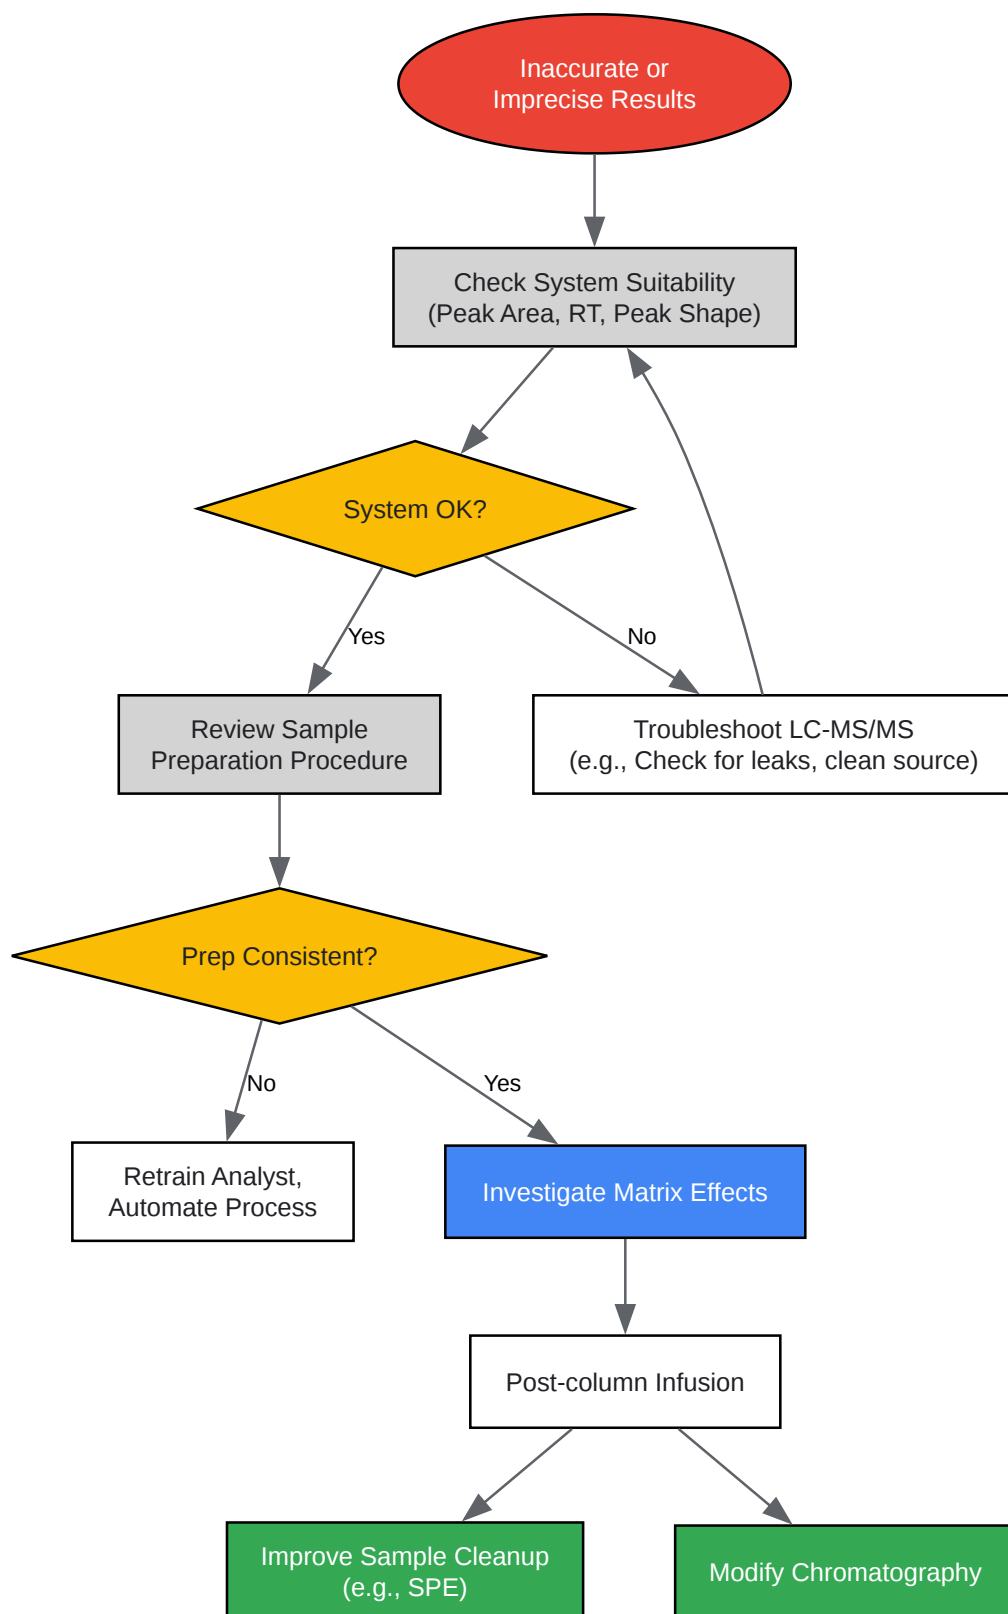 Inaccurate or
Imprecise Results
Check System Suitability
(Peak Area, RT, Peak Shape)
System OK?
Yes
No
Review Sample
Preparation Procedure
Troubleshoot LC-MS/MS
(e.g., Check for leaks, clean source)
Prep Consistent?
No
Yes
Retrain Analyst,
Automate Process
Investigate Matrix Effects
Post-column Infusion
Improve Sample Cleanup
(e.g., SPE)
Modify Chromatography